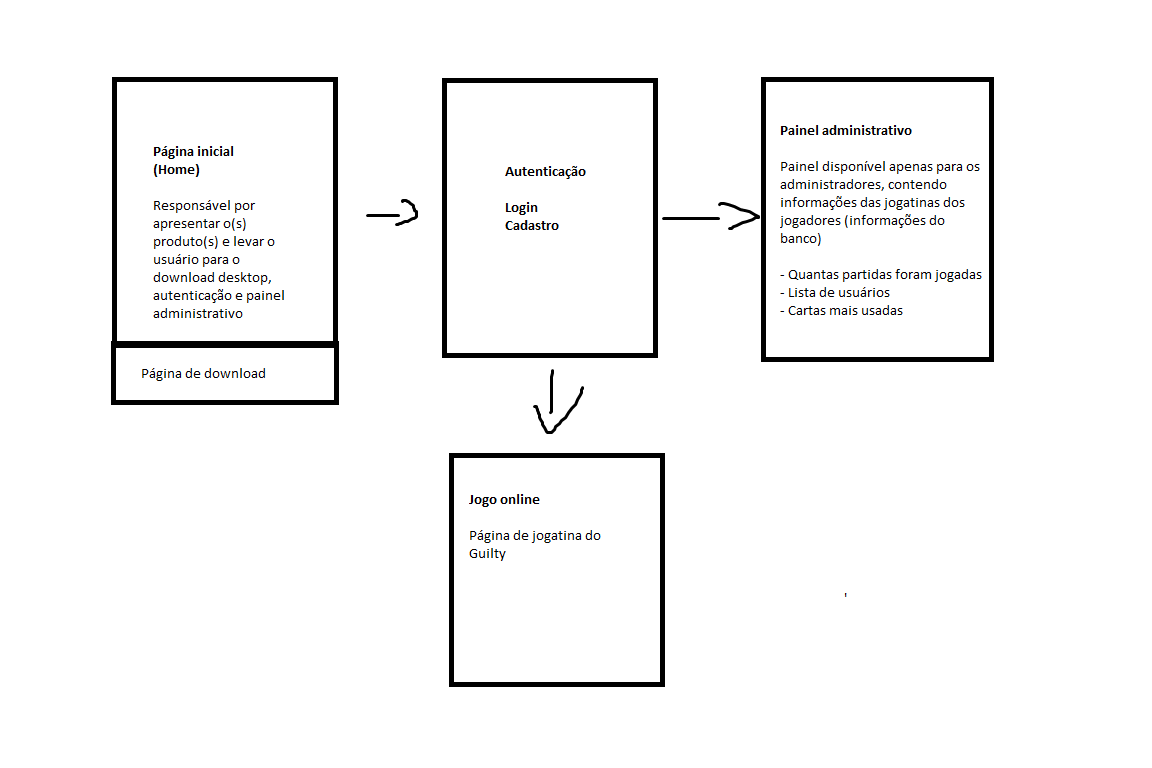 Página inicial
(Home)
Responsável por
apresentar o(s)
produto(s) e levar o
usuário para o
download desktop,
autenticação e painel
administrativo
Página de download
Autenticação
Login
Cadastro
Painel administrativo
Painel disponível apenas para os
administradores, contendo
informações das jogatinas dos
jogadores (informações do
banco)
- Quantas partidas foram jogadas
- Lista de usuários
- Cartas mais usadas
Jogo online
Página de jogatina do
Guilty
'